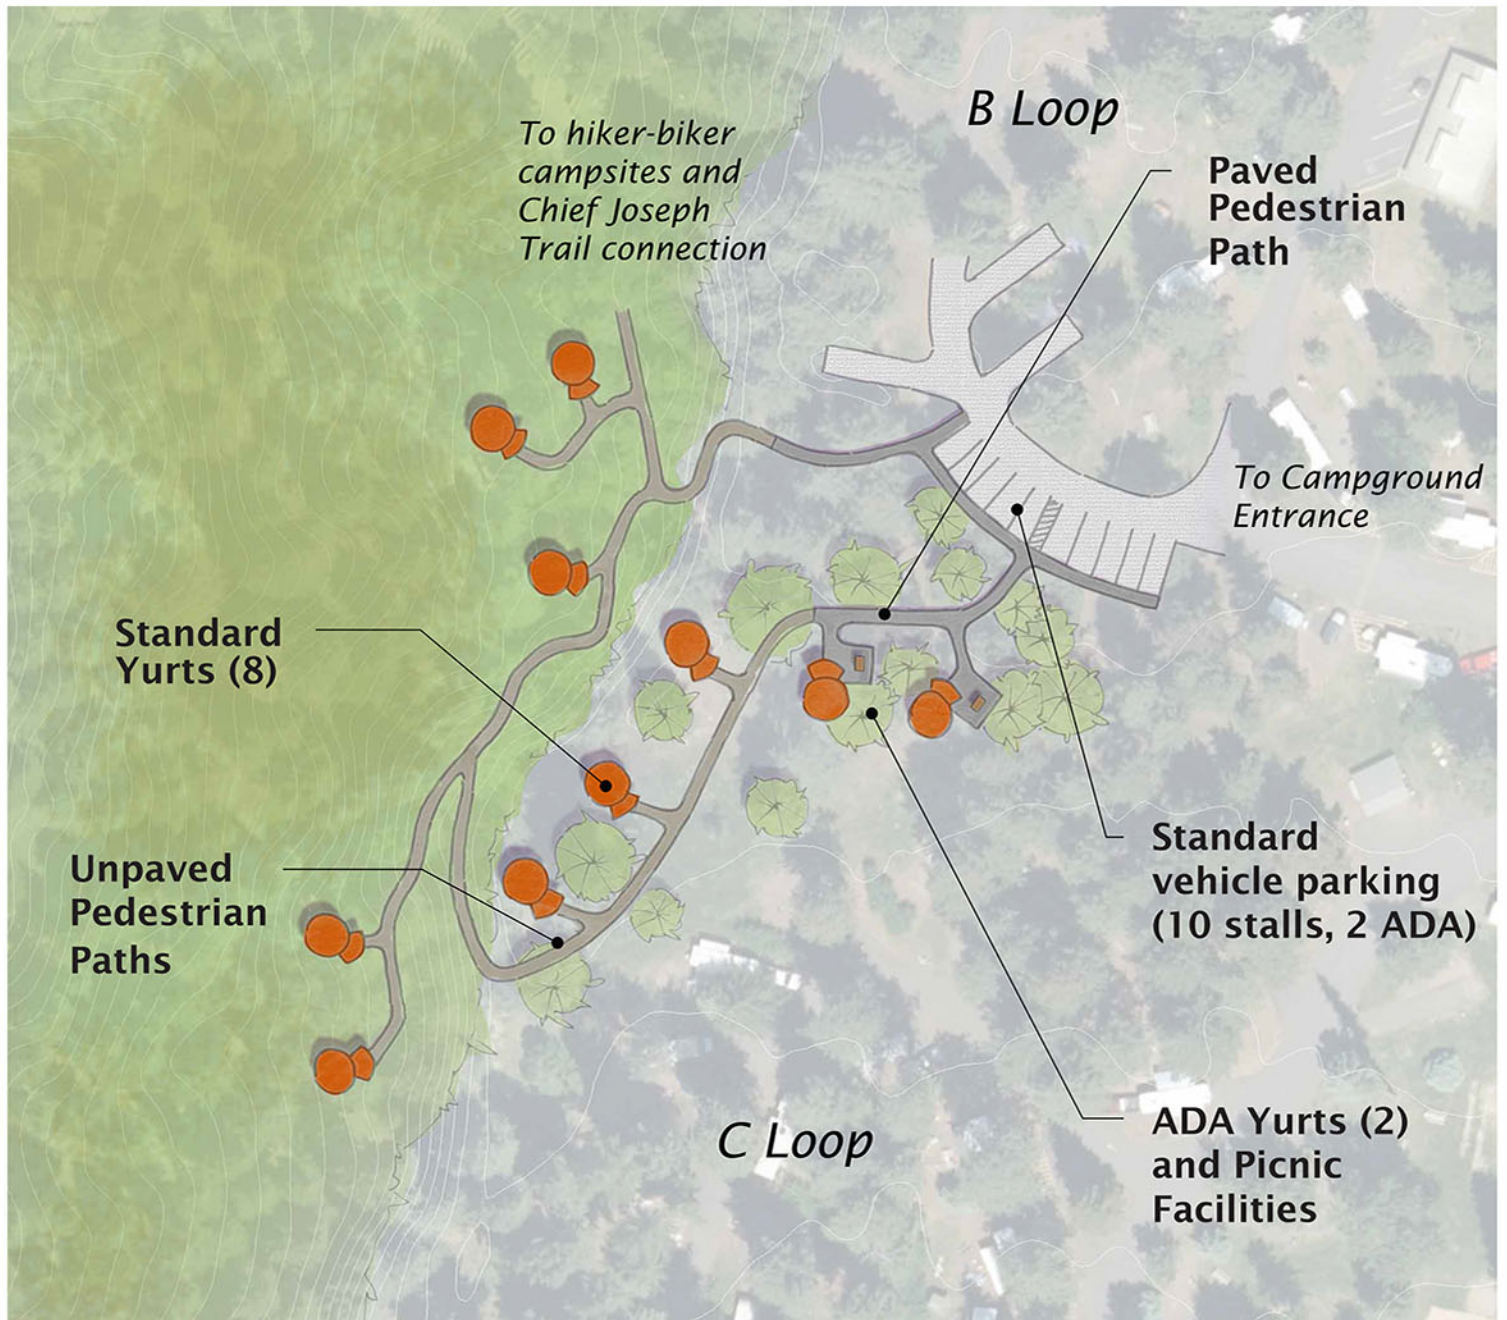 B Loop
To hiker-biker
campsites and
Chief Joseph
Trail connection
Paved
Pedestrian
Path
To Campground
Entrance
Standard
Yurts (8)
Unpaved
Pedestrian
Paths
Standard
vehicle parking
(10 stalls, 2 ADA)
C Loop
ADA Yurts (2)
and Picnic
Facilities